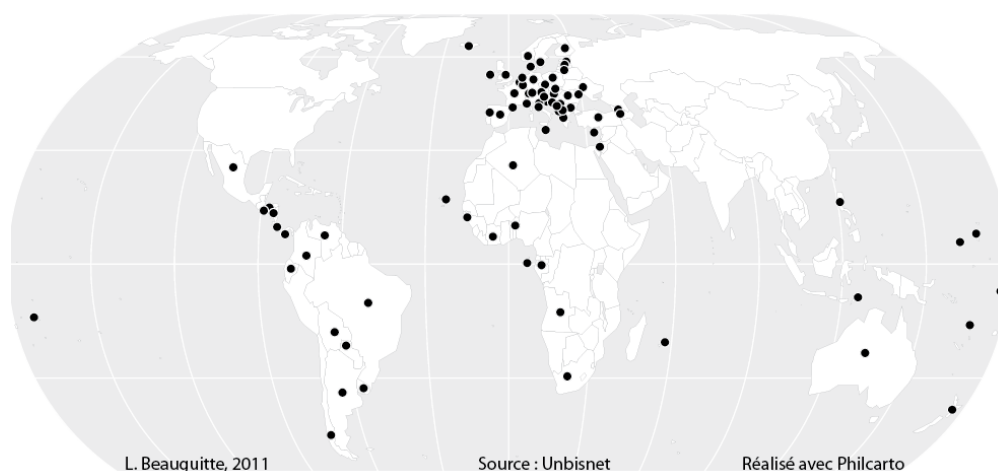 L. Beauguitte, 2011
Source : Unbisnet
Réalisé avec Philcarto